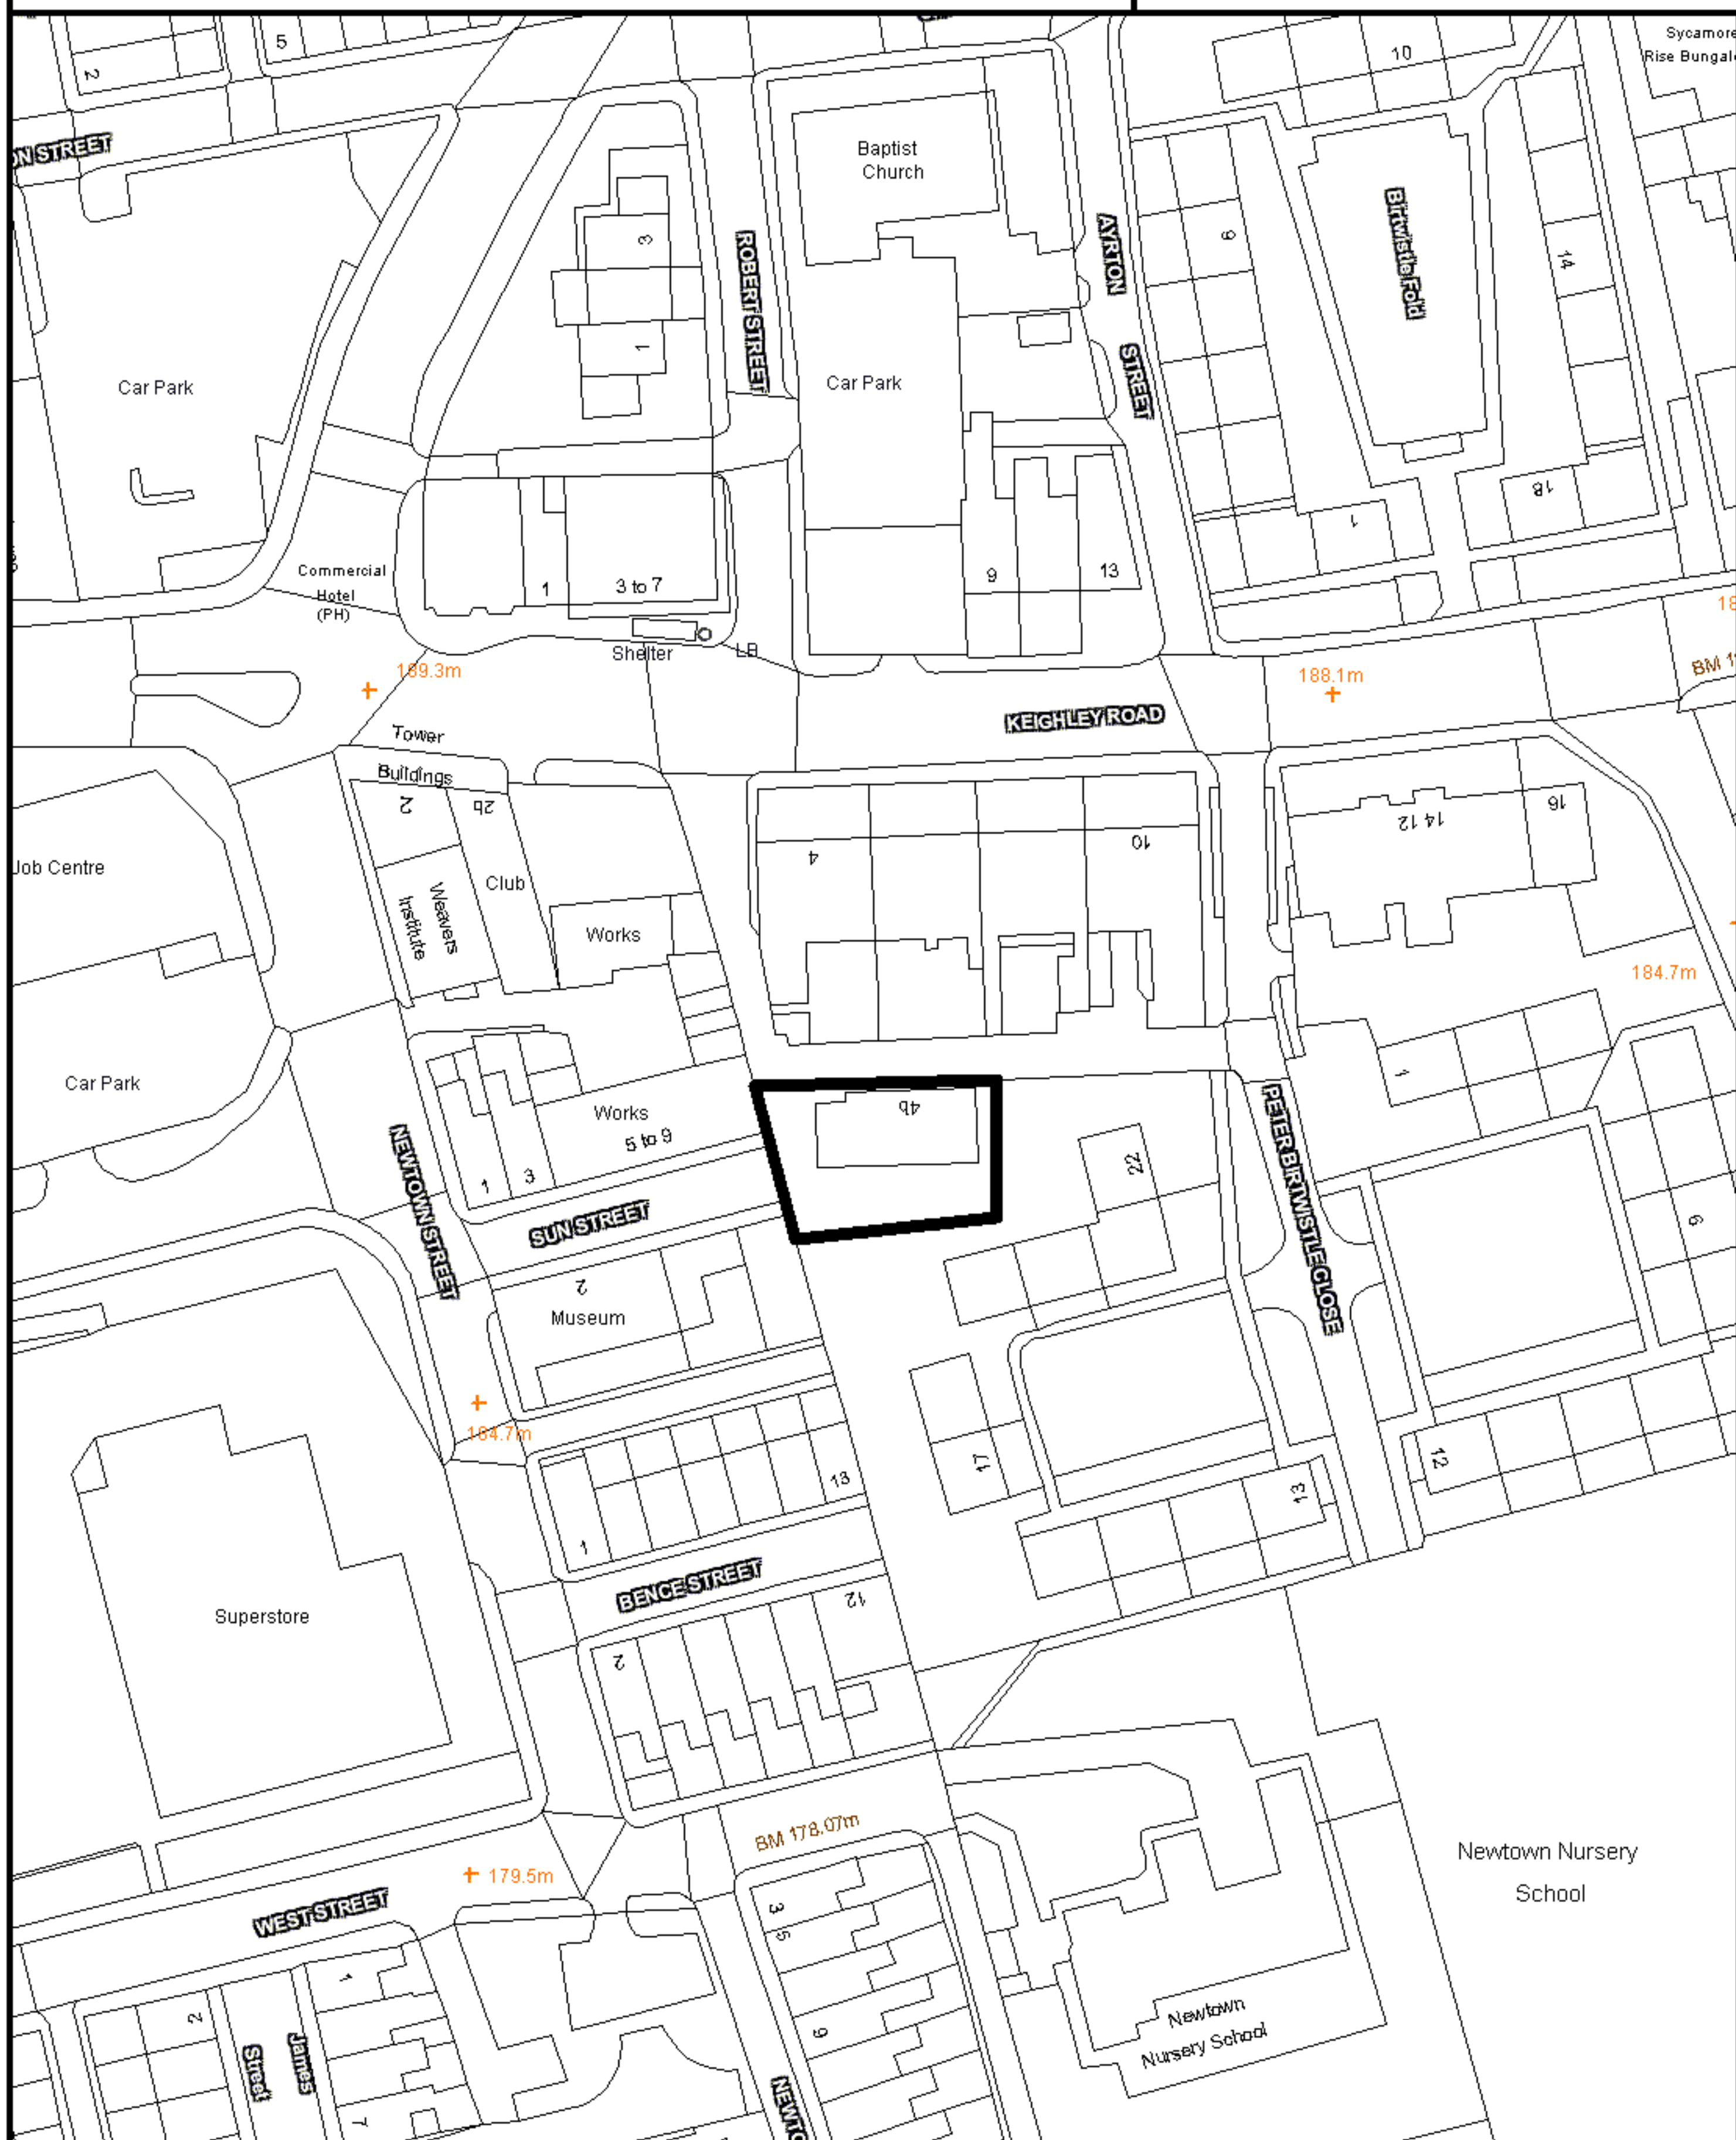 5
2
10
Sycamore
Rise Bungal
ON STREET
Baptist
Church
3
ROBERT STREET
AYRTON
STREET
9
Birtwistle Fold
14
1
Car Park
Car Park
18
1
Commercial
Hotel
(PH)
1
3 to 7
9
13
Shelter
LB
189.3m
188.1m
18
BM 1
KEIGHLEY ROAD
Tower
Buildings
2
2b
4
10
14 12
16
Job Centre
Club
Weavers
Institute
Works
184.7m
Car Park
1
Works
5 to 9
4b
1
3
NEWTOWN STREET
SUN STREET
22
PETER BIRTWISTLE CLOSE
9
2
Museum
184.7m
13
17
13
12
1
BENCE STREET
12
2
Superstore
BM 178.07m
179.5m
WEST STREET
Newtown Nursery
School
3
5
1
2
9
Newtown
Nursery School
Street
James
7
NEWTO